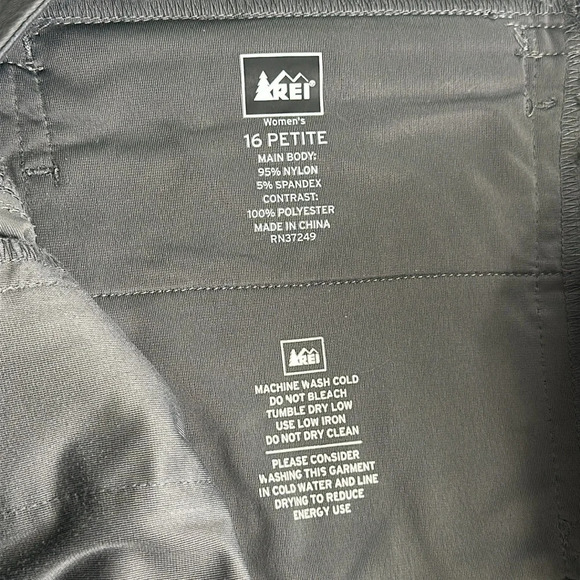 REI®
Women's
16 PETITE
MAIN BODY:
95% NYLON
5% SPANDEX
CONTRAST:
100% POLYESTER
MADE IN CHINA
RN37249
REI
MACHINE WASH COLD
DO NOT BLEACH
TUMBLE DRY LOW
USE LOW IRON
DO NOT DRY CLEAN
PLEASE CONSIDER
WASHING THIS GARMENT
IN COLD WATER AND LINE
DRYING TO REDUCE
ENERGY USE